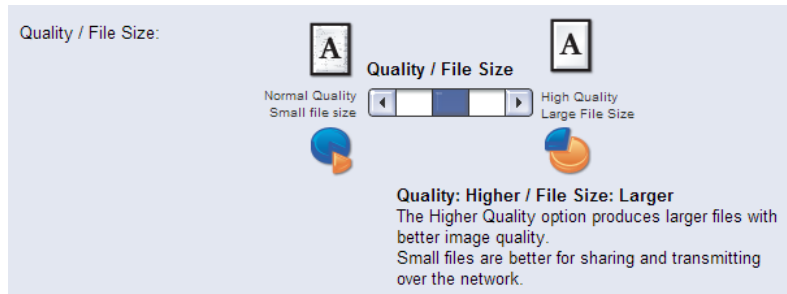 Quality / File Size:
A
A
Quality / File Size
Normal Quality
Small file size
High Quality
Large File Size
Quality: Higher / File Size: Larger
The Higher Quality option produces larger files with
better image quality.
Small files are better for sharing and transmitting
over the network.